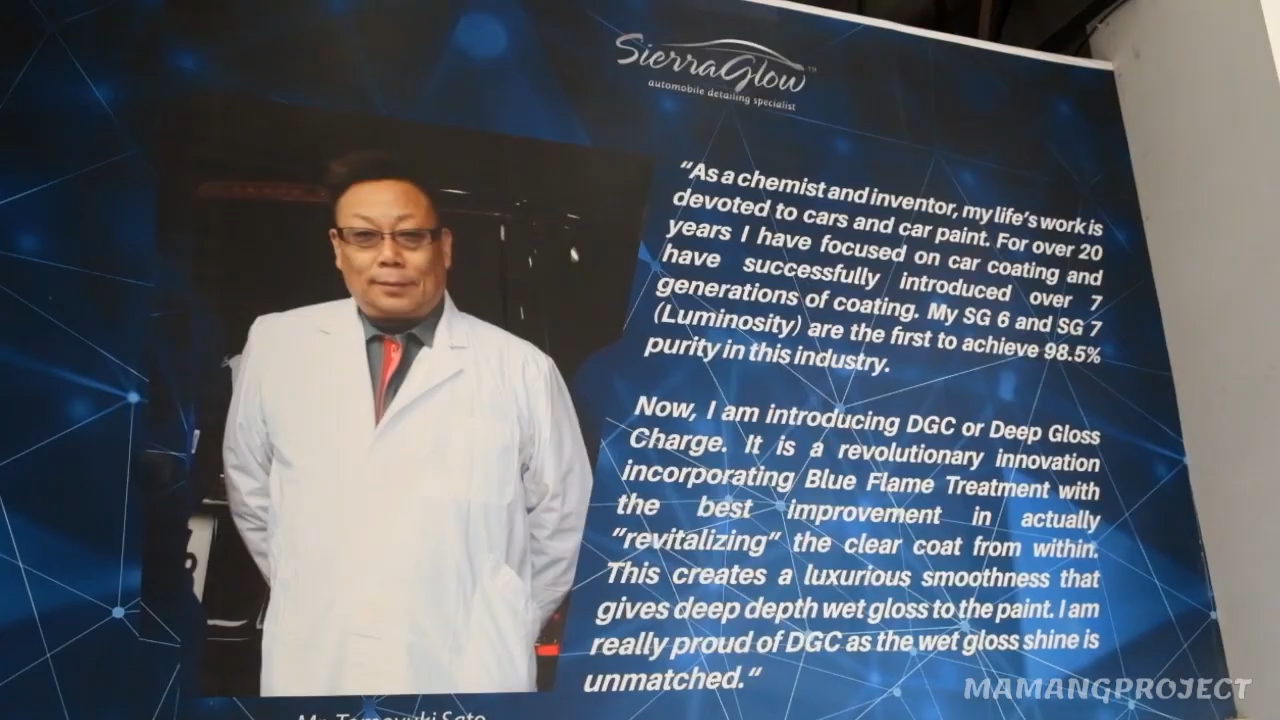 SierraGlow™
automobile detailing specialist
"As a chemist and inventor, my life's work is
devoted to cars and car paint. For over 20
years I have focused on car coating and
have successfully introduced over 7
generations of coating. My SG 6 and SG 7
(Luminosity) are the first to achieve 98.5%
purity in this industry.
Now, I am introducing DGC or Deep Gloss
Charge. It is a revolutionary innovation
incorporating Blue Flame Treatment with
the best improvement in actually
"revitalizing" the clear coat from within.
This creates a luxurious smoothness that
gives deep depth wet gloss to the paint. I am
really proud of DGC as the wet gloss shine is
unmatched."
Mr. Tomoyuki Sato
MAMANGPROJECT